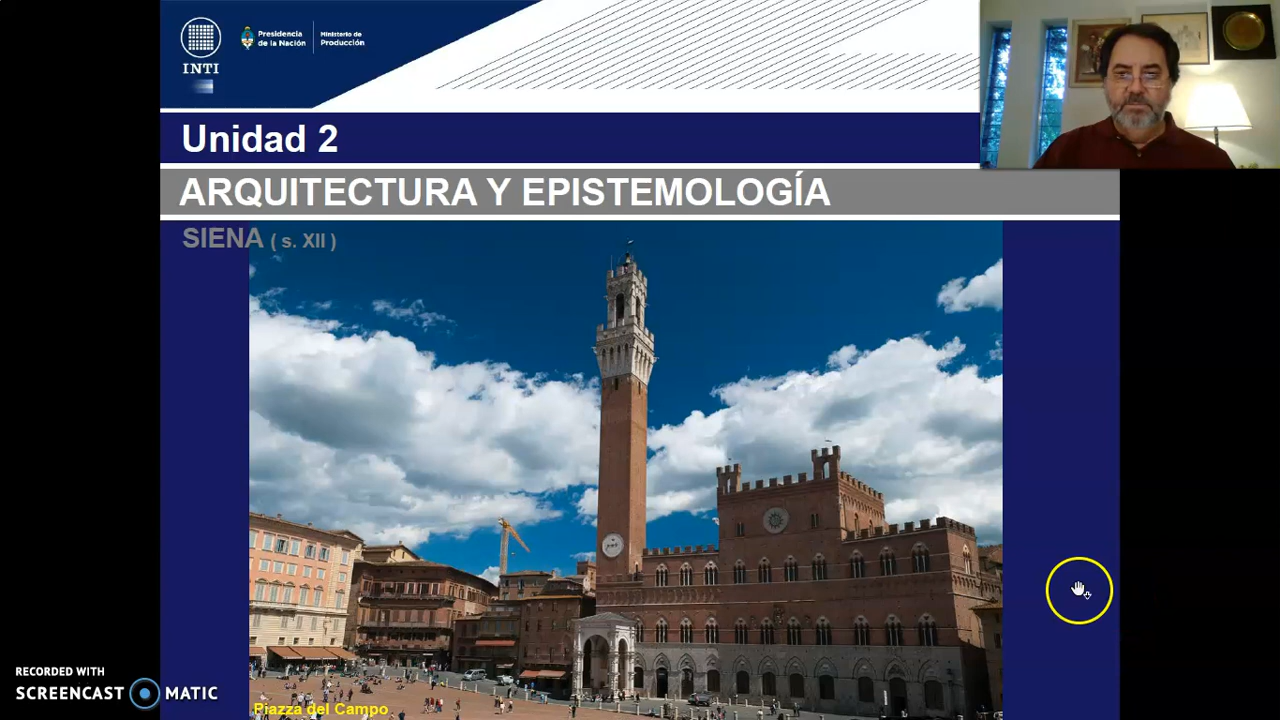 INTI
Presidencia
de la Nación
Ministerio de
Producción
Unidad 2
ARQUITECTURA Y EPISTEMOLOGÍA
SIENA ( s. XII )
Piazza del Campo
RECORDED WITH
SCREENCAST MATIC